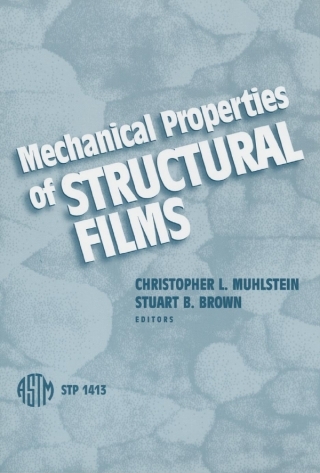 Mechanical Properties
of STRUCTURAL
FILMS
CHRISTOPHER L. MUHLSTEIN
STUART B. BROWN
EDITORS
ASTM STP 1413